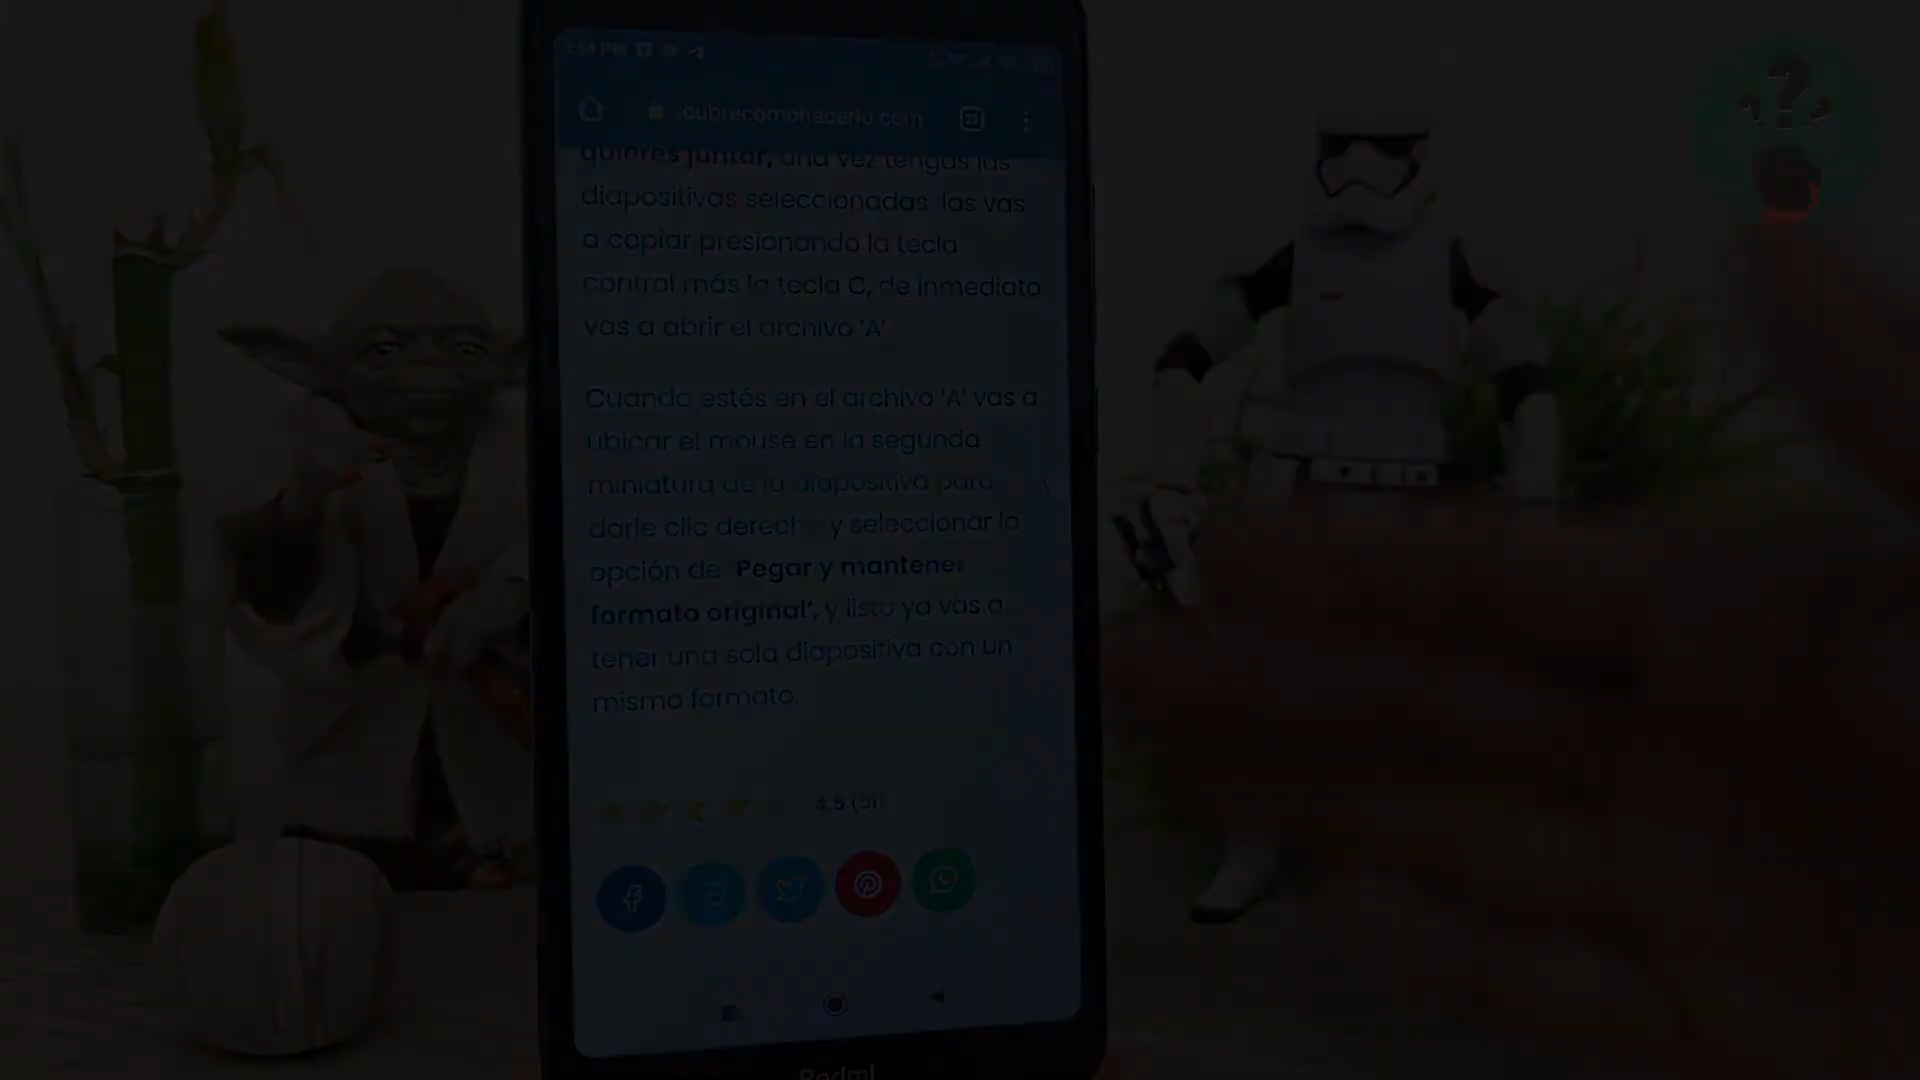 cubrecomohacerlo.com
quieres juntar, una vez tengas las
diapositivas seleccionadas las vas
a copiar presionando la tecla
control más la tecla C, de inmediato
vas a abrir el archivo 'A'
Cuando estés en el archivo 'A' vas a
ubicar el mouse en la segunda
miniatura de la diapositiva para
darle clic derech y seleccionar la
opción de 'Pegar y mantener
formato original', y listo ya vas a
tener una sola diapositiva con un
mismo formato.
4.5 (51)
Redmi